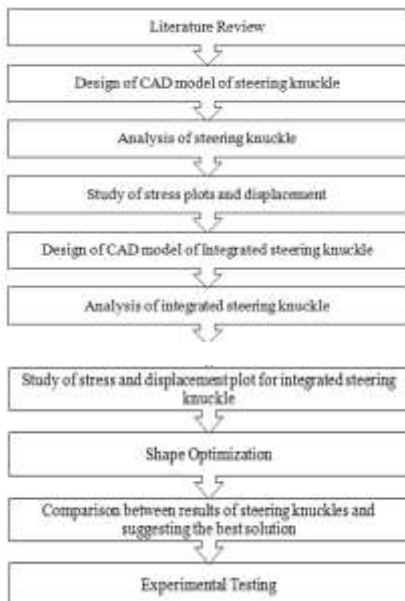 Literature Review
Design of CAD model of steering knuckle
Analysis of steering knuckle
Study of stress plots and displacement
Design of CAD model of Integrated steering knuckle
Analysis of integrated steering knuckle
Study of stress and displacement plot for integrated steering
knuckle
Shape Optimization
Comparison between results of steering knuckles and
suggesting the best solution
Experimental Testing